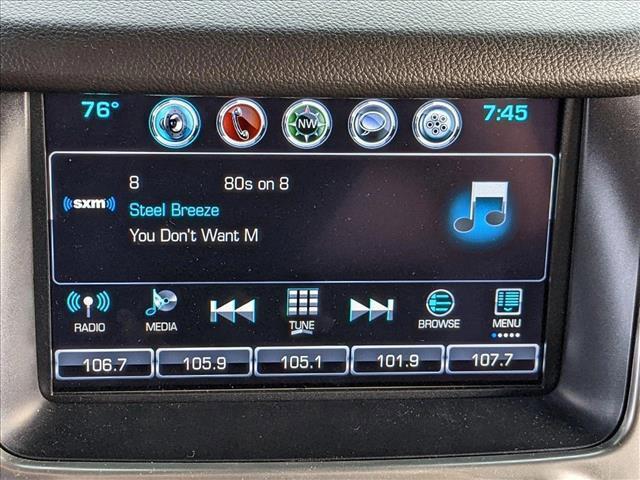 76° NW 7:45
8 80s on 8
((sxm))
Steel Breeze
You Don't Want M
RADIO MEDIA TUNE BROWSE MENU
106.7 105.9 105.1 101.9 107.7